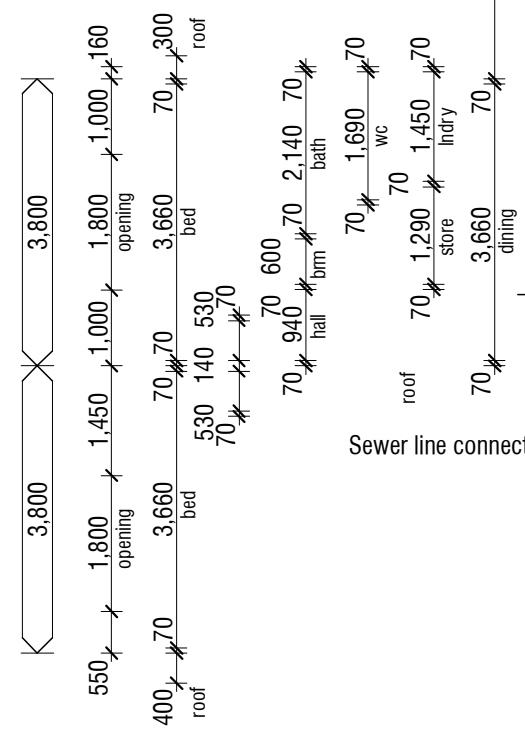 3,800 3,800
550 1,800 1,450 1,000 1,800 1,000 160
opening opening
400 70 3,660 70 70 3,660 70 300
roof bed bed roof
530 140 530
70 70
70 940 70 600 70 2,140 70
hall brm bath
70 1,690 70
wc
70 1,290 70 1,450 70
roof store lndry
70 3,660 70
dining
Sewer line connect